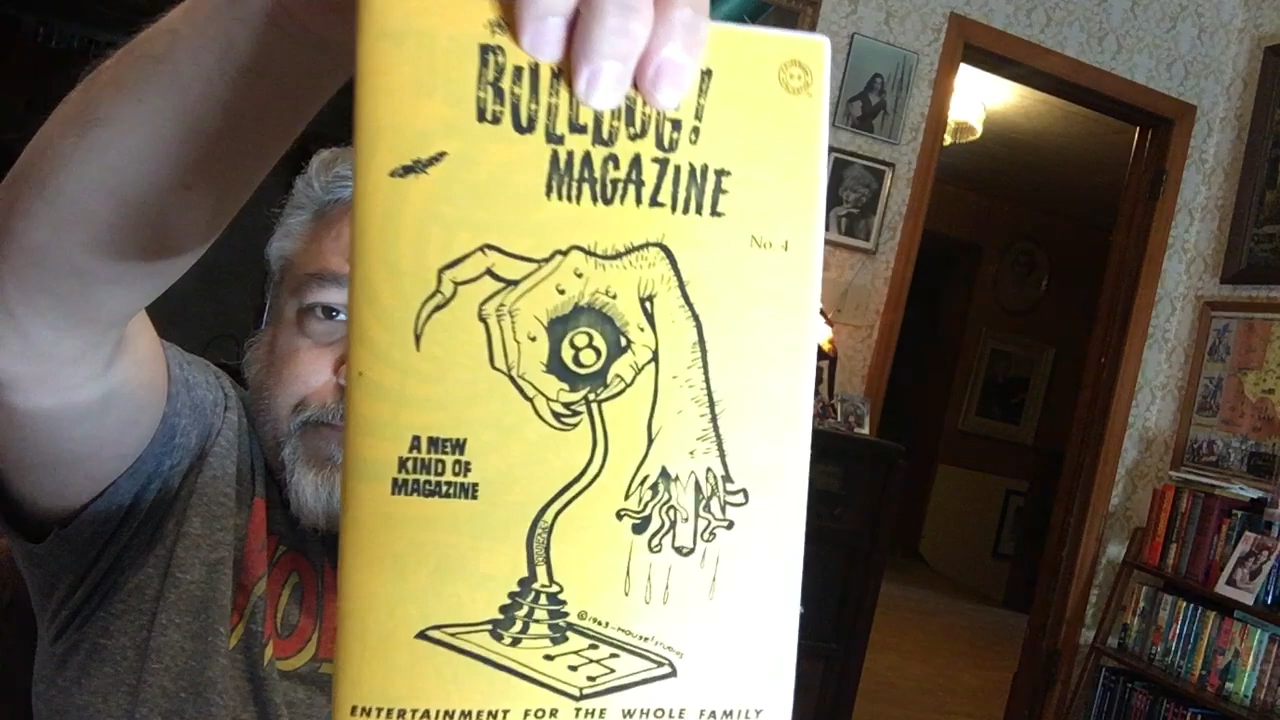 BULLDOG!
MAGAZINE
No. 4
8
A NEW
KIND OF
MAGAZINE
©1963-MOUSE STUDIOS
ENTERTAINMENT FOR THE WHOLE FAMILY